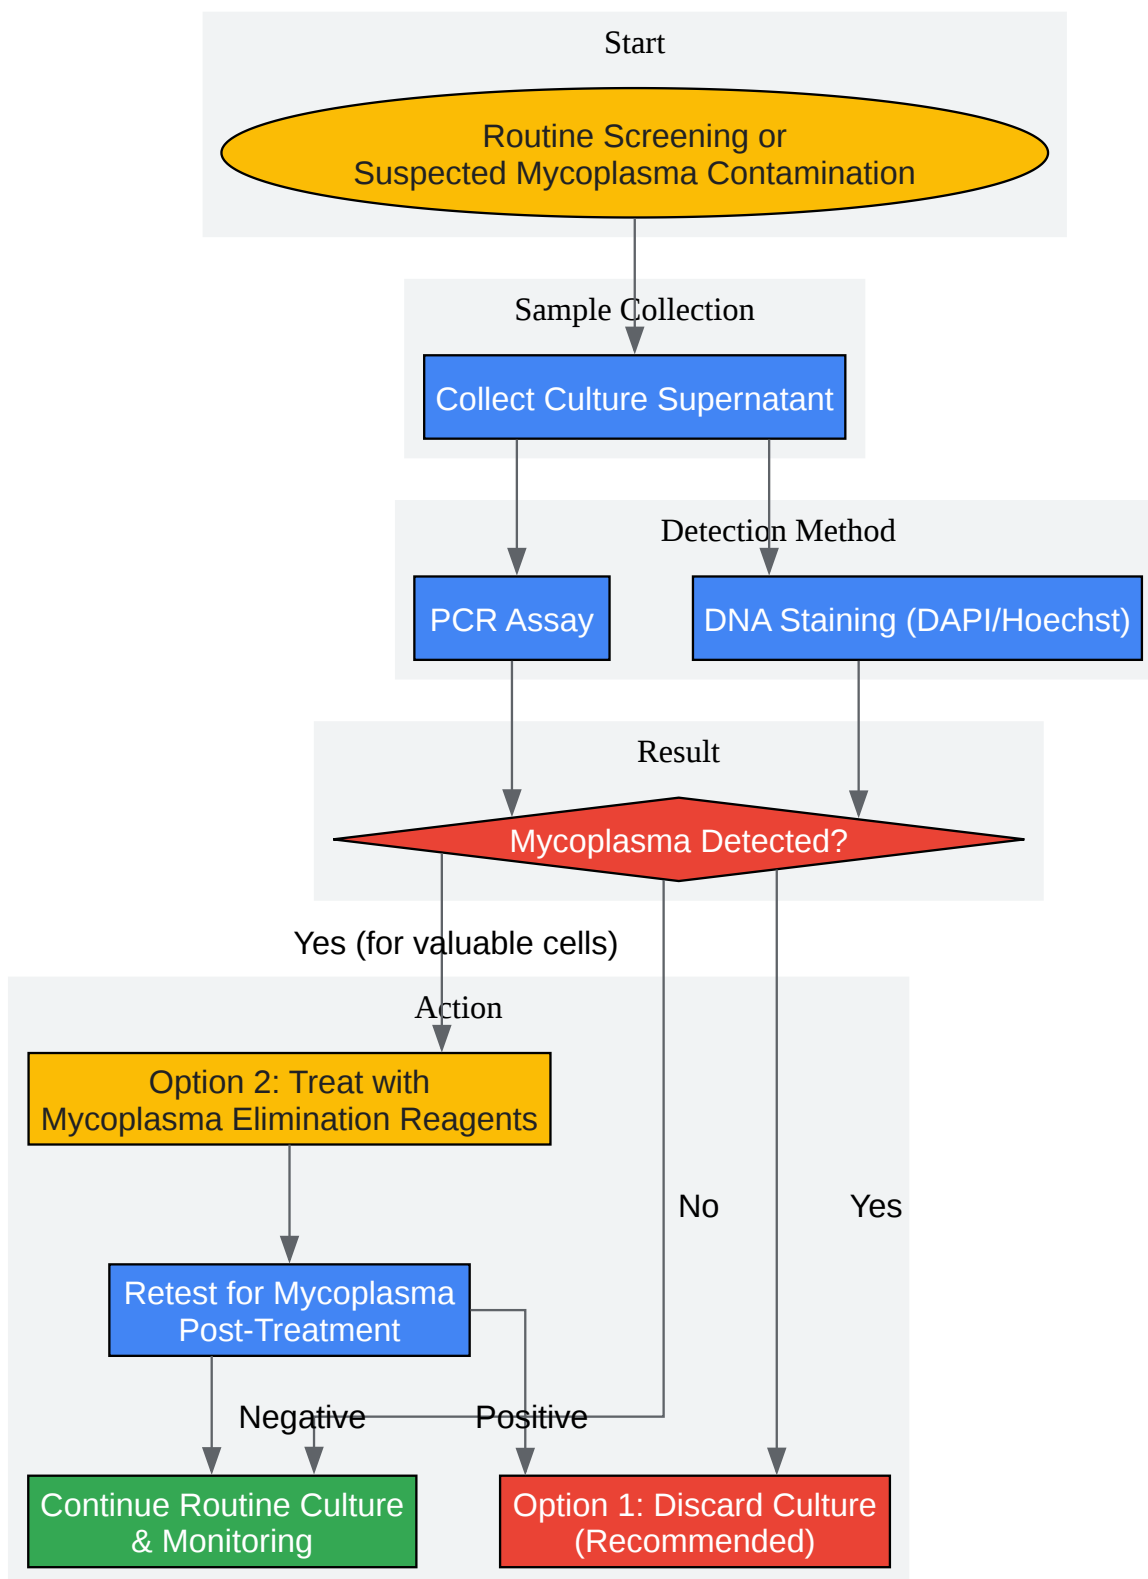 Start
Routine Screening or
Suspected Mycoplasma Contamination
Sample Collection
Collect Culture Supernatant
Detection Method
PCR Assay
DNA Staining (DAPI/Hoechst)
Result
Mycoplasma Detected?
Yes (for valuable cells)
Action
Option 2: Treat with
Mycoplasma Elimination Reagents
No
Yes
Retest for Mycoplasma
Post-Treatment
Negative
Positive
Continue Routine Culture
& Monitoring
Option 1: Discard Culture
(Recommended)